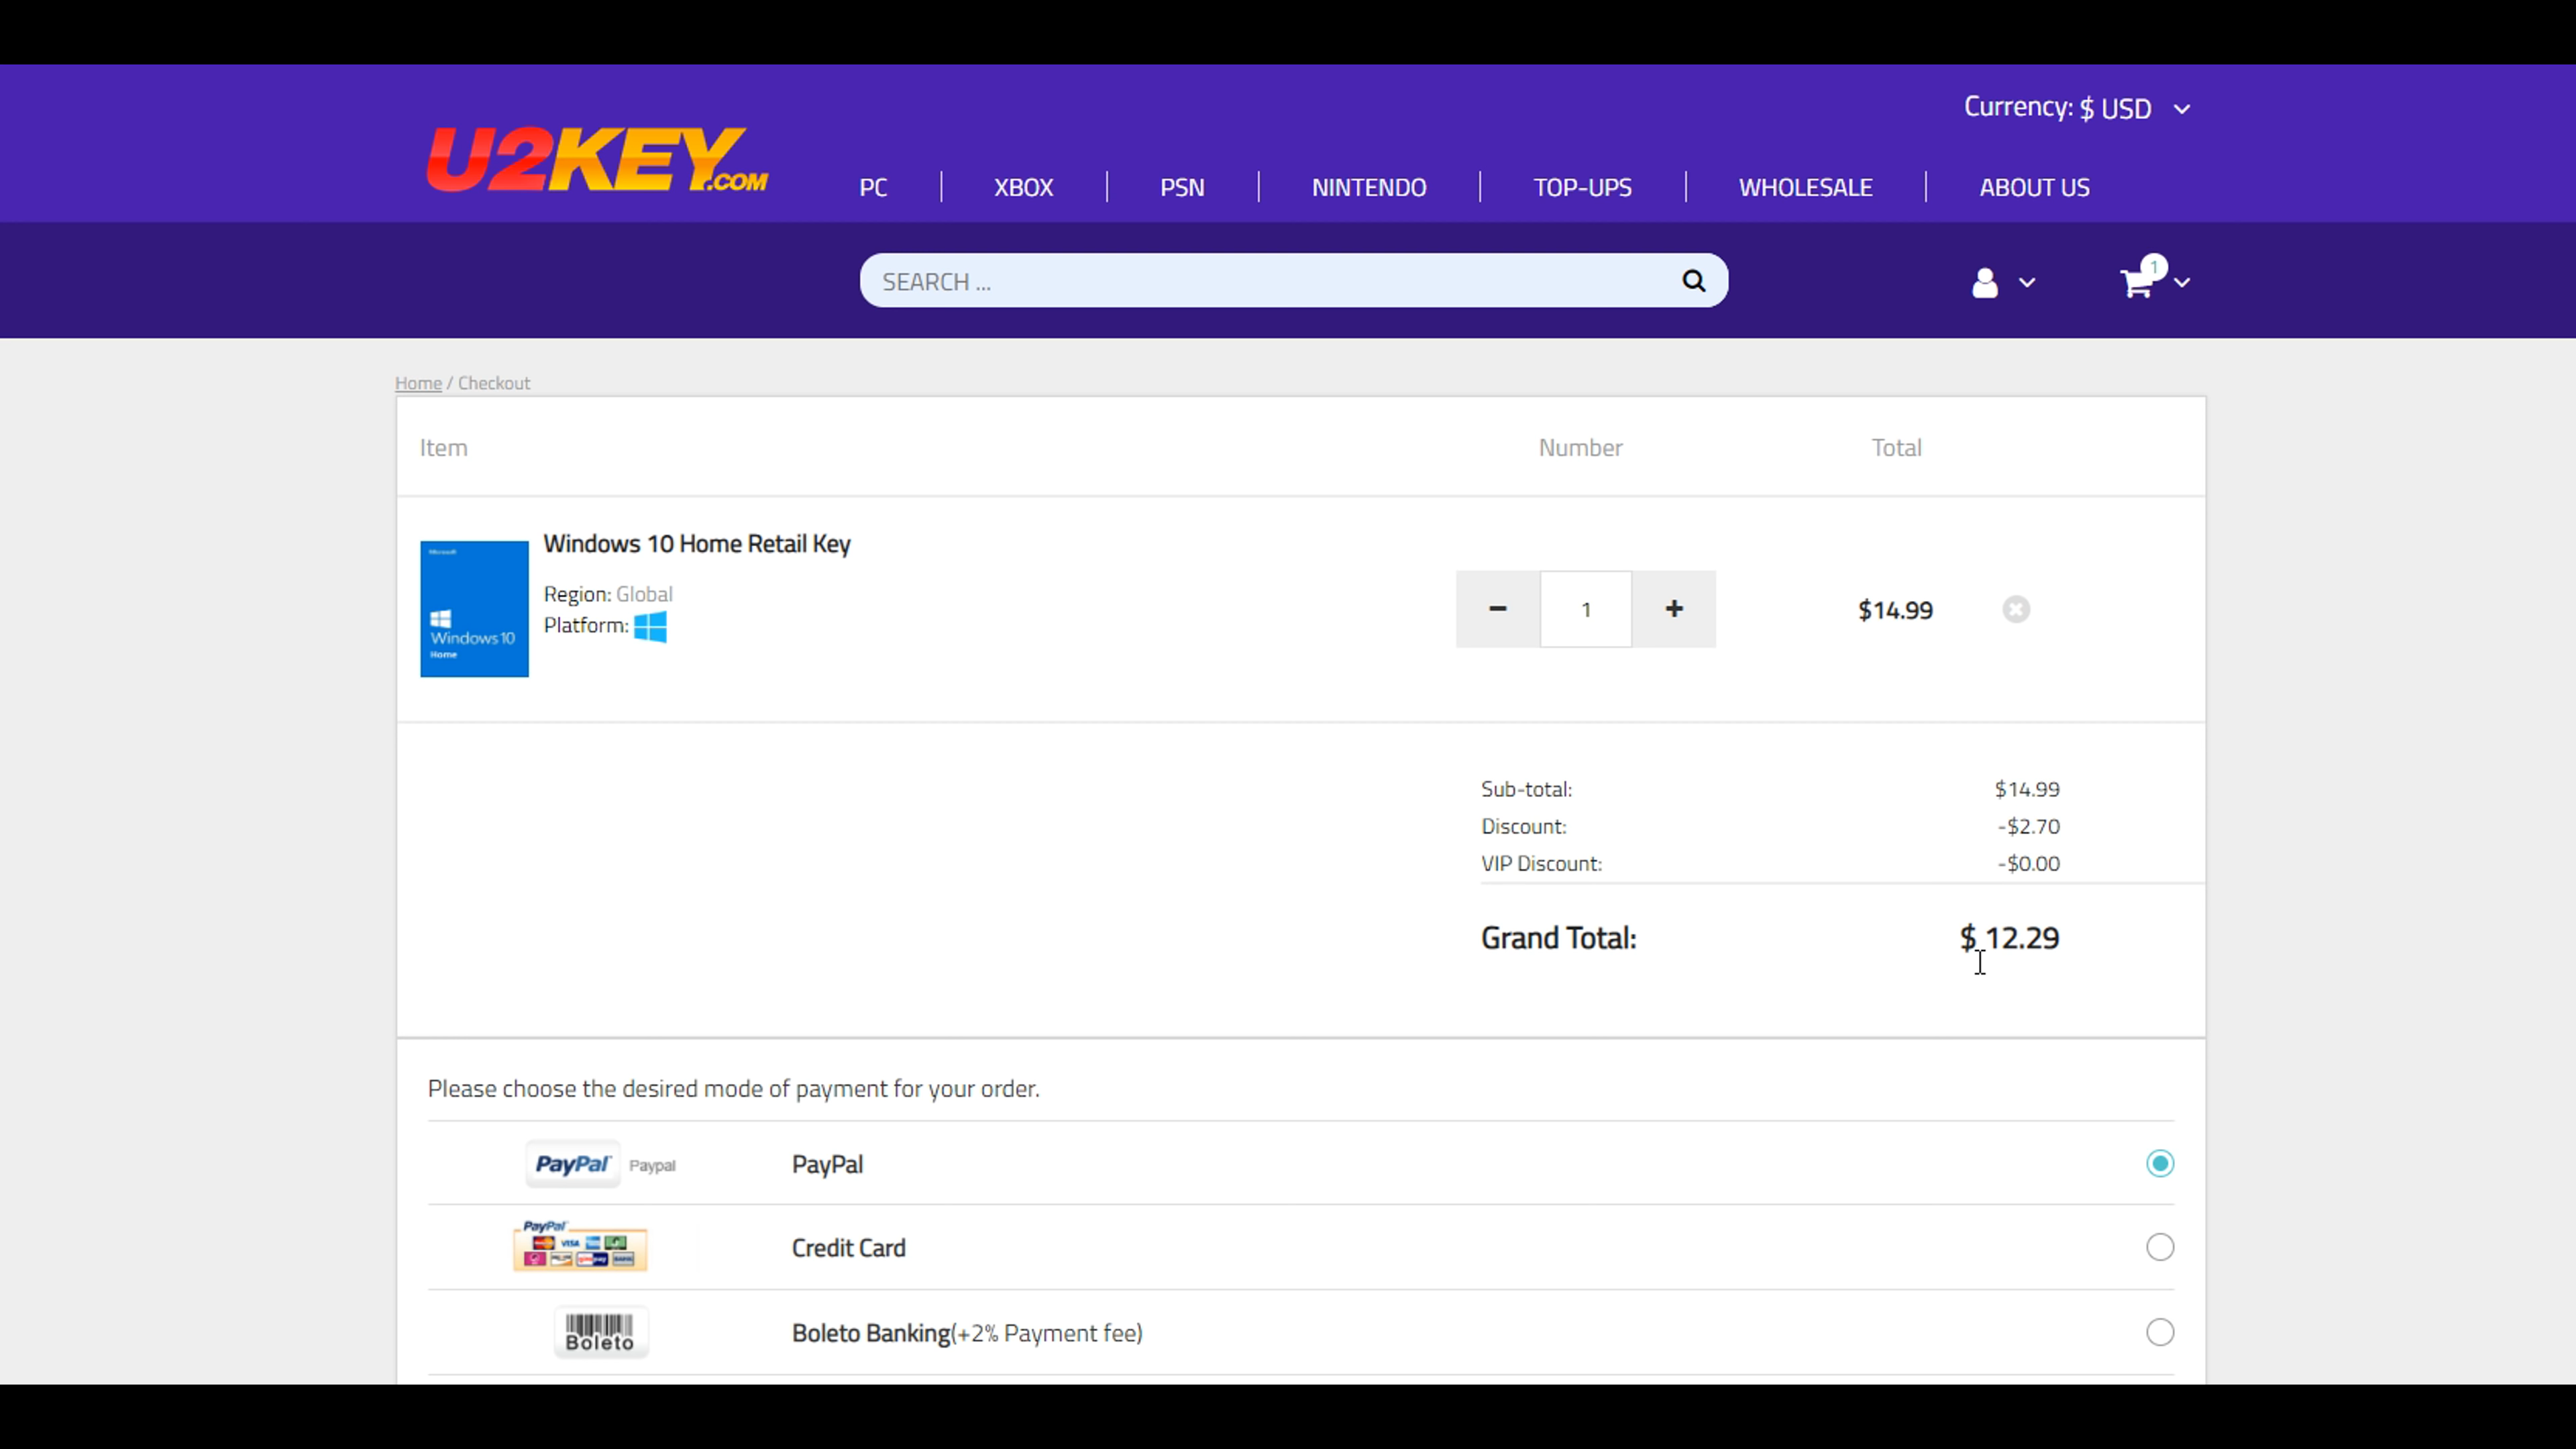 Currency: $ USD
U2KEY.COM
PC
XBOX
PSN
NINTENDO
TOP-UPS
WHOLESALE
ABOUT US
SEARCH ...
1
Home / Checkout
Item
Number
Total
Windows 10 Home Retail Key
Region: Global
Platform:
Microsoft
Windows 10
Home
1
$14.99
Sub-total:
$14.99
Discount:
-$2.70
VIP Discount:
-$0.00
Grand Total:
$ 12.29
Please choose the desired mode of payment for your order.
PayPal
Paypal
PayPal
PayPal
VISA
Credit Card
Boleto
Boleto Banking(+2% Payment fee)